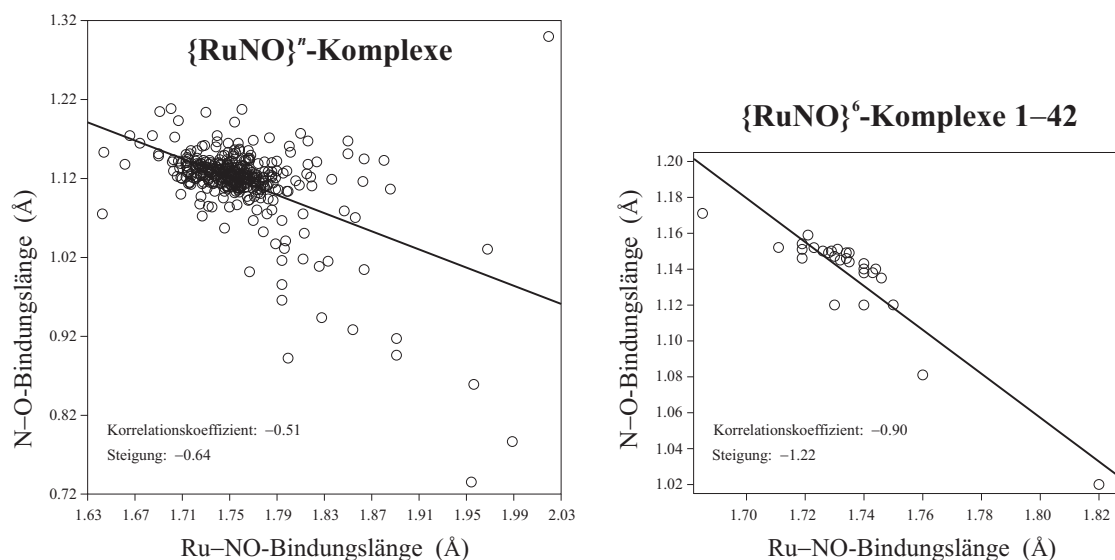 {RuNO}ⁿ-Komplexe
N–O-Bindungslänge (Å)
1.32
1.22
1.12
1.02
0.92
0.82
0.72
Korrelationskoeffizient: –0.51
Steigung: –0.64
1.63 1.67 1.71 1.75 1.79 1.83 1.87 1.91 1.95 1.99 2.03
Ru–NO-Bindungslänge (Å)
{RuNO}⁶-Komplexe 1–42
N–O-Bindungslänge (Å)
1.20
1.18
1.16
1.14
1.12
1.10
1.08
1.06
1.04
1.02
Korrelationskoeffizient: –0.90
Steigung: –1.22
1.70 1.72 1.74 1.76 1.78 1.80 1.82
Ru–NO-Bindungslänge (Å)